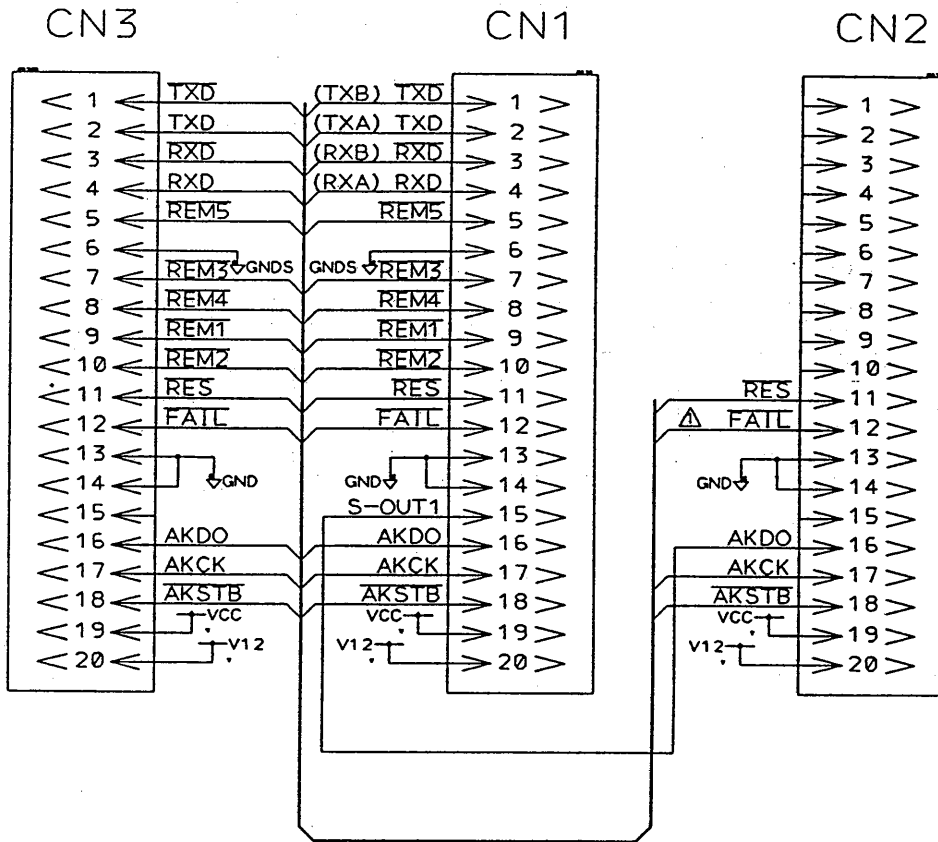 CN3 CN1 CN2
1 TXD (TXB) TXD 1 1
2 TXD (TXA) TXD 2 2
3 RXD (RXB) RXD 3 3
4 RXD (RXA) RXD 4 4
5 REM5 REM5 5 5
6 GNDS GNDS 6 6
7 REM3 REM3 7 7
8 REM4 REM4 8 8
9 REM1 REM1 9 9
10 REM2 REM2 10 10
11 RES RES 11 RES 11
12 FAIL FAIL 12 1 FAIL 12
13 13 13
14 GND GND 14 GND 14
15 S-OUT1 15 15
16 AKDO AKDO 16 AKDO 16
17 AKCK AKCK 17 AKCK 17
18 AKSTB AKSTB 18 AKSTB 18
19 VCC VCC 19 VCC 19
20 V12 V12 20 V12 20